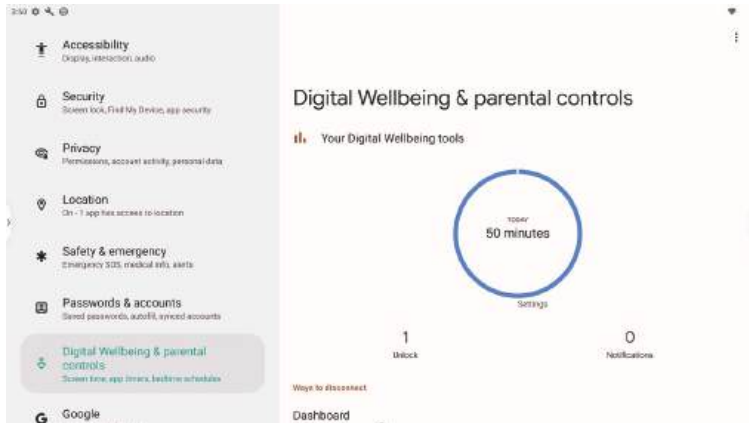 3:50
Accessibility
Display, interaction, audio
Security
Screen lock, Find My Device, app security
Privacy
Permissions, account activity, personal data
Location
On - 1 app has access to location
Safety & emergency
Emergency SOS, medical info, alerts
Passwords & accounts
Saved passwords, autofill, synced accounts
Digital Wellbeing & parental
controls
Screen time, app timers, bedtime schedules
Google
Digital Wellbeing & parental controls
Your Digital Wellbeing tools
TODAY
50 minutes
Settings
1
Unlock
0
Notifications
Ways to disconnect
Dashboard